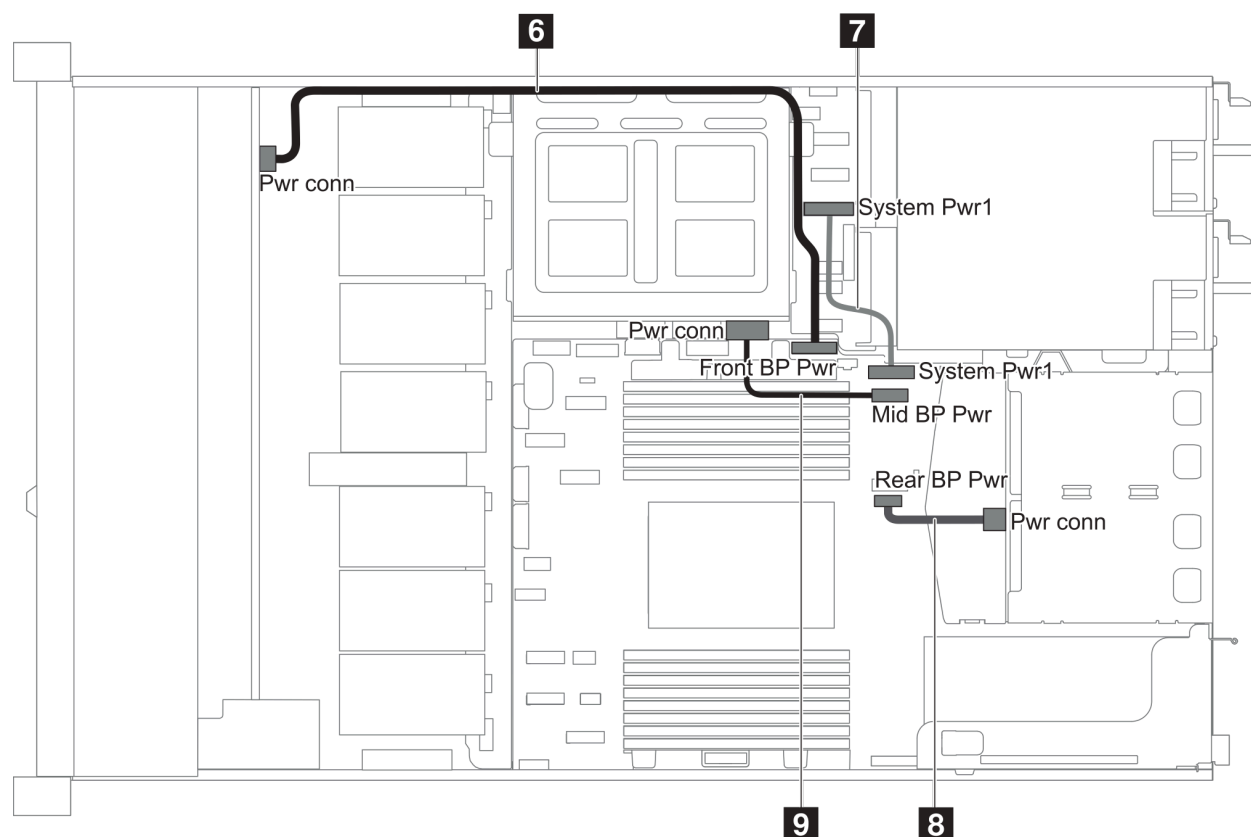 6
7
Pwr conn
System Pwr1
Pwr conn
Front BP Pwr
System Pwr1
Mid BP Pwr
Rear BP Pwr
Pwr conn
9
8